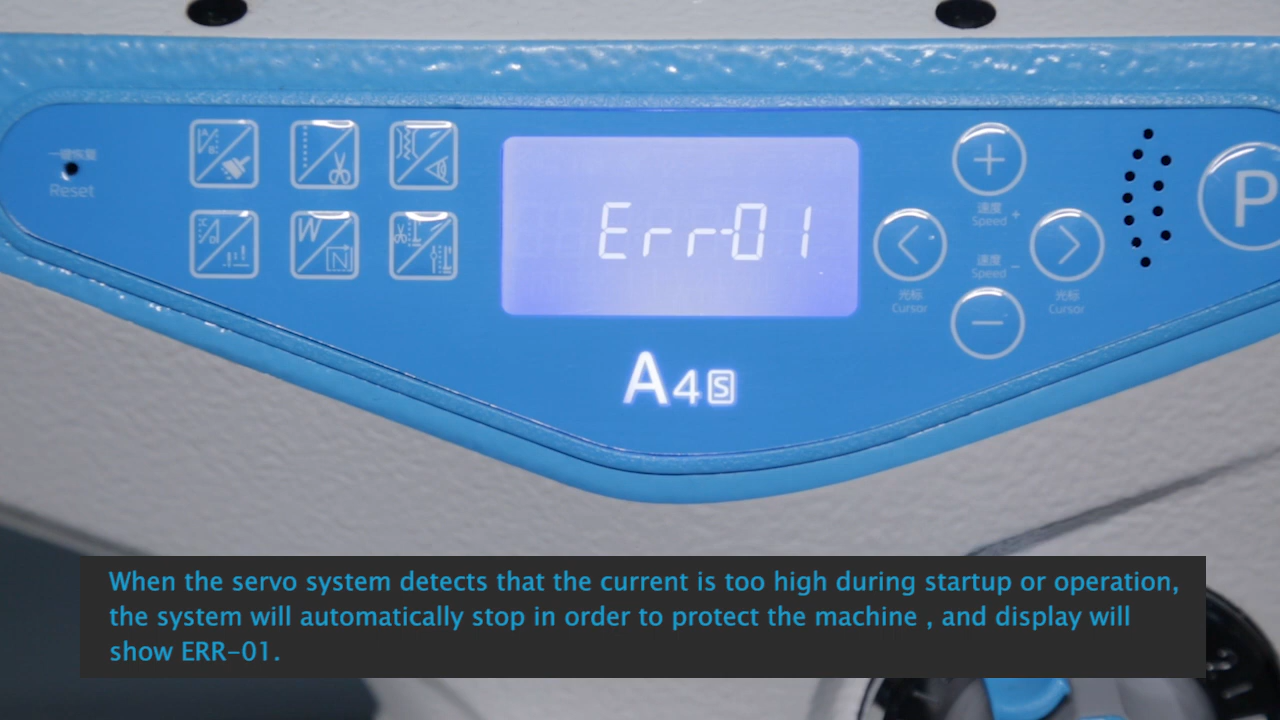 一键恢复
Reset
W
N
Err-01
速度
Speed +
速度
Speed -
光标
Cursor
光标
Cursor
P
A4S
When the servo system detects that the current is too high during startup or operation,
the system will automatically stop in order to protect the machine , and display will
show ERR-01.